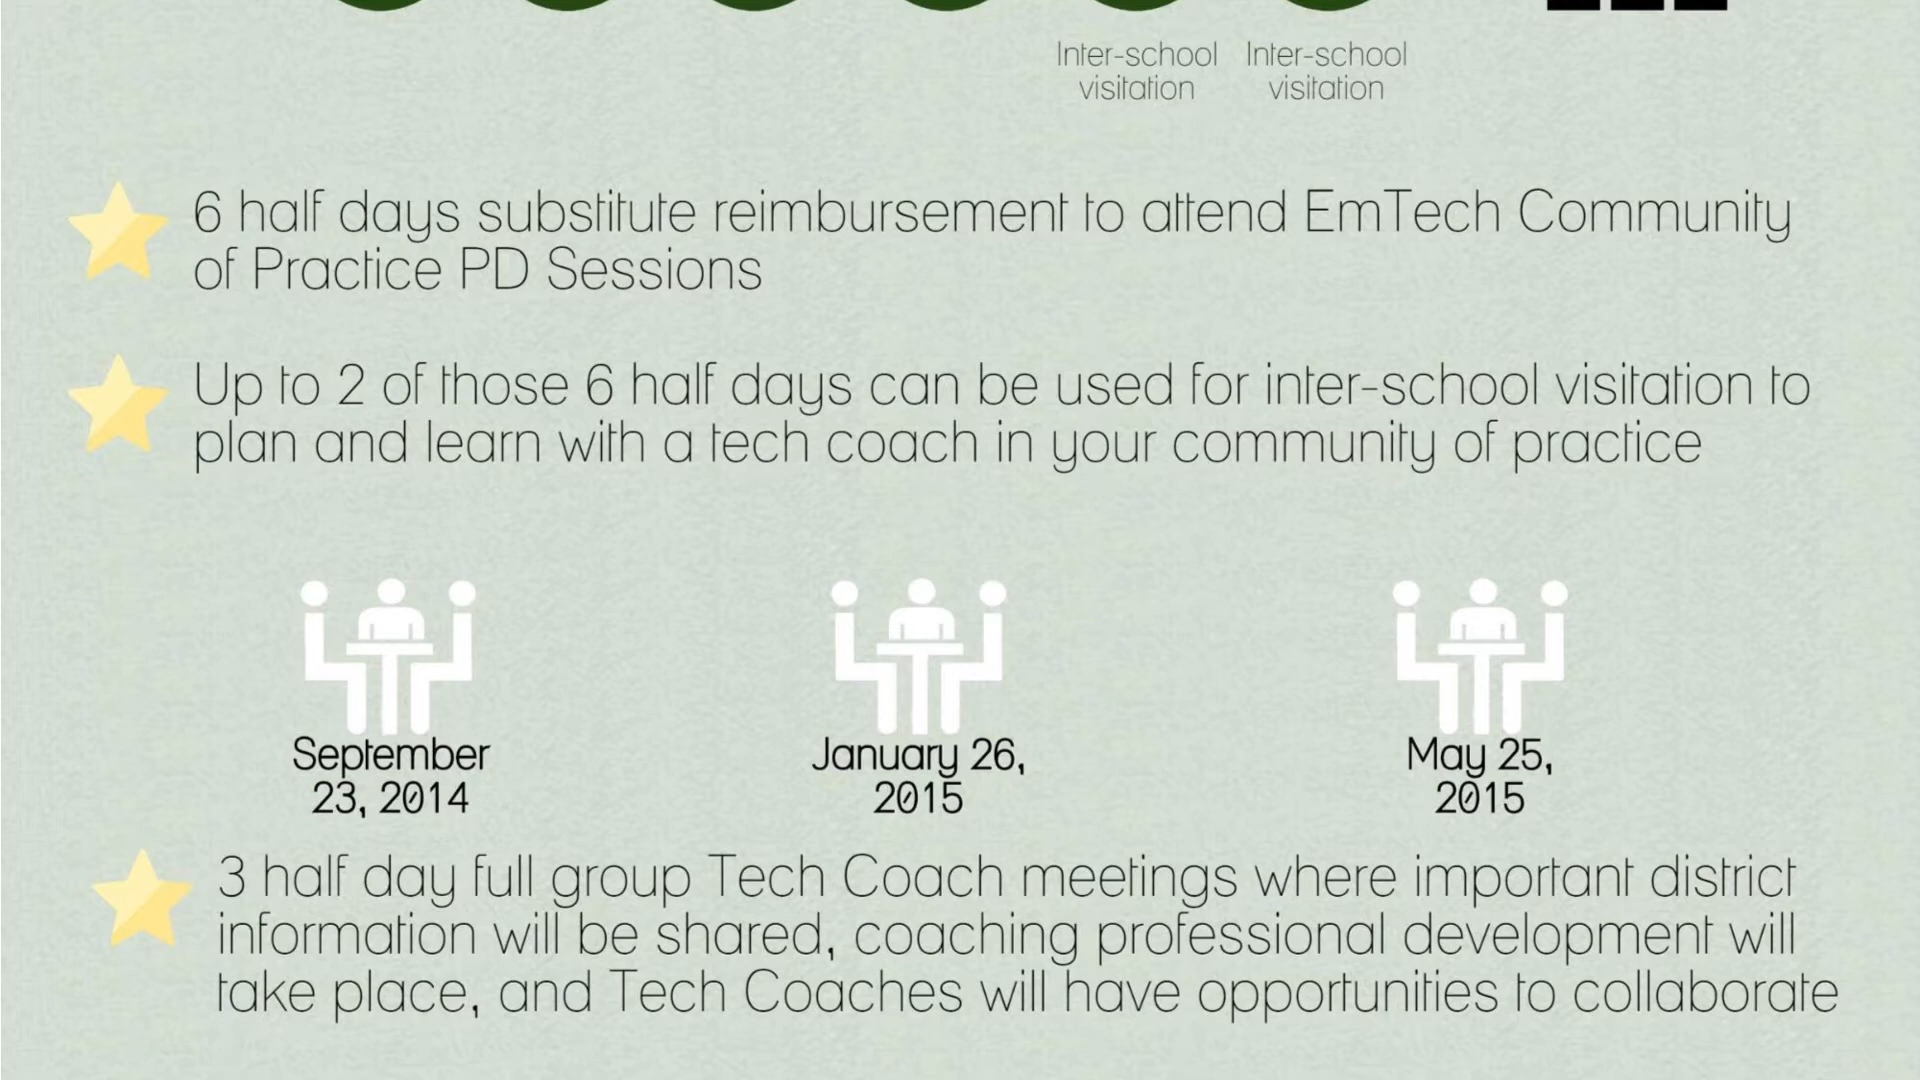 Inter-school Inter-school
visitation visitation
6 half days substitute reimbursement to attend EmTech Community
of Practice PD Sessions
Up to 2 of those 6 half days can be used for inter-school visitation to
plan and learn with a tech coach in your community of practice
September
23, 2014
January 26,
2015
May 25,
2015
3 half day full group Tech Coach meetings where important district
information will be shared, coaching professional development will
take place, and Tech Coaches will have opportunities to collaborate